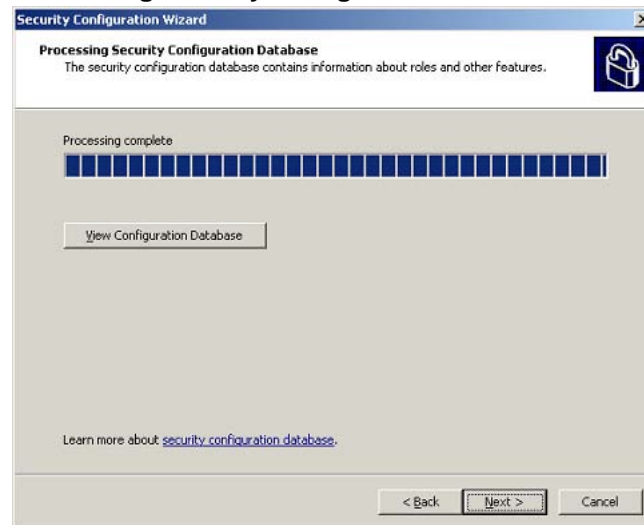 Security Configuration Wizard
Processing Security Configuration Database
The security configuration database contains information about roles and other features.
Processing complete
View Configuration Database
Learn more about security configuration database.
< Back Next > Cancel